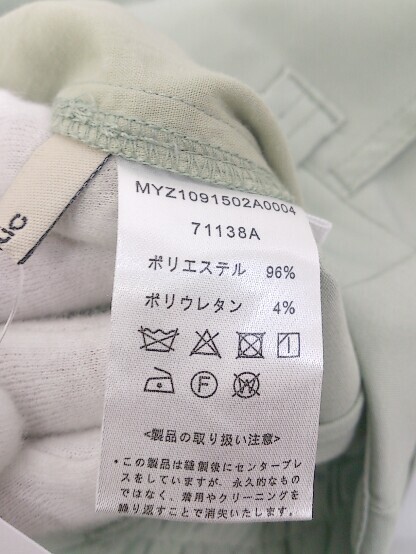 MYZ1091502A0004
71138A
ポリエステル 96%
ポリウレタン 4%
F W
<製品の取り扱い注意>
・この製品は縫製後にセンタープレ
スをしていますが、永久的なもの
ではなく、着用やクリーニングを
繰り返すことで消失いたします。